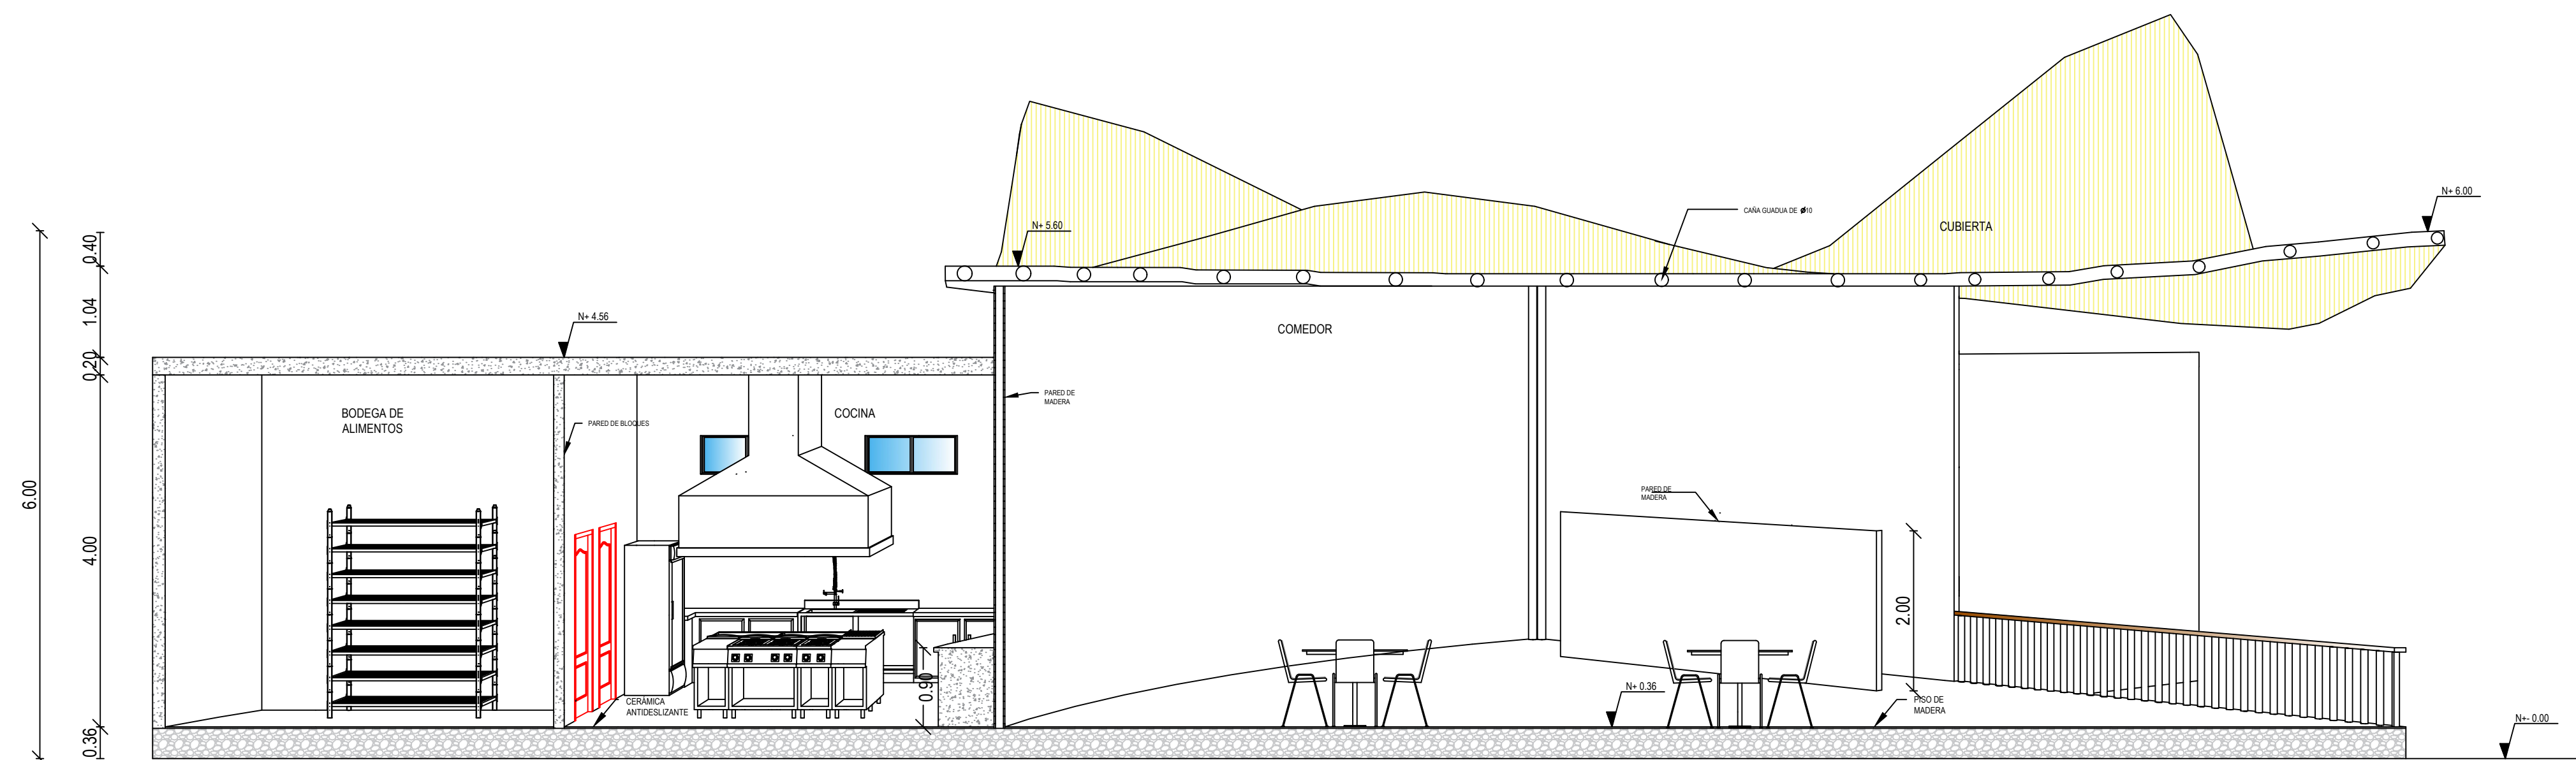 N+ 6.00
N+ 5.60
CAÑA GUADUA DE Ø10
CUBIERTA
0.40
1.04
0.20
4.00
0.36
6.00
N+ 4.56
COMEDOR
BODEGA DE
ALIMENTOS
PARED DE BLOQUES
COCINA
PARED DE
MADERA
PARED DE
MADERA
2.00
0.90
CERÁMICA
ANTIDESLIZANTE
N+ 0.36
PISO DE
MADERA
N+- 0.00